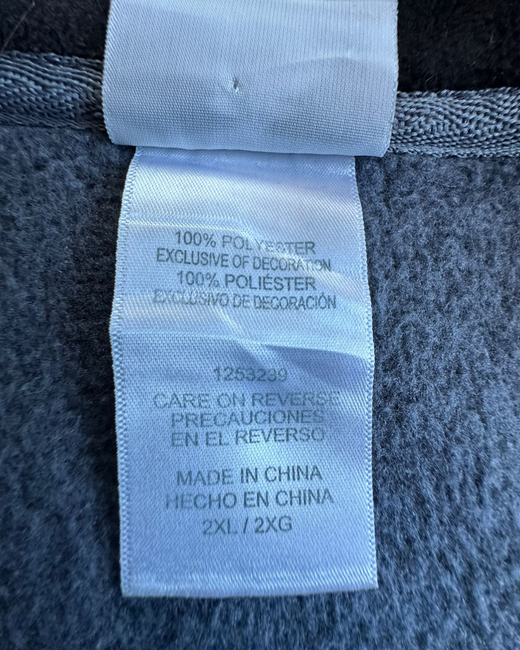 100% POLYESTER
EXCLUSIVE OF DECORATION
100% POLIÉSTER
EXCLUSIVO DE DECORACIÓN
1253239
CARE ON REVERSE
PRECAUCIONES
EN EL REVERSO
MADE IN CHINA
HECHO EN CHINA
2XL / 2XG